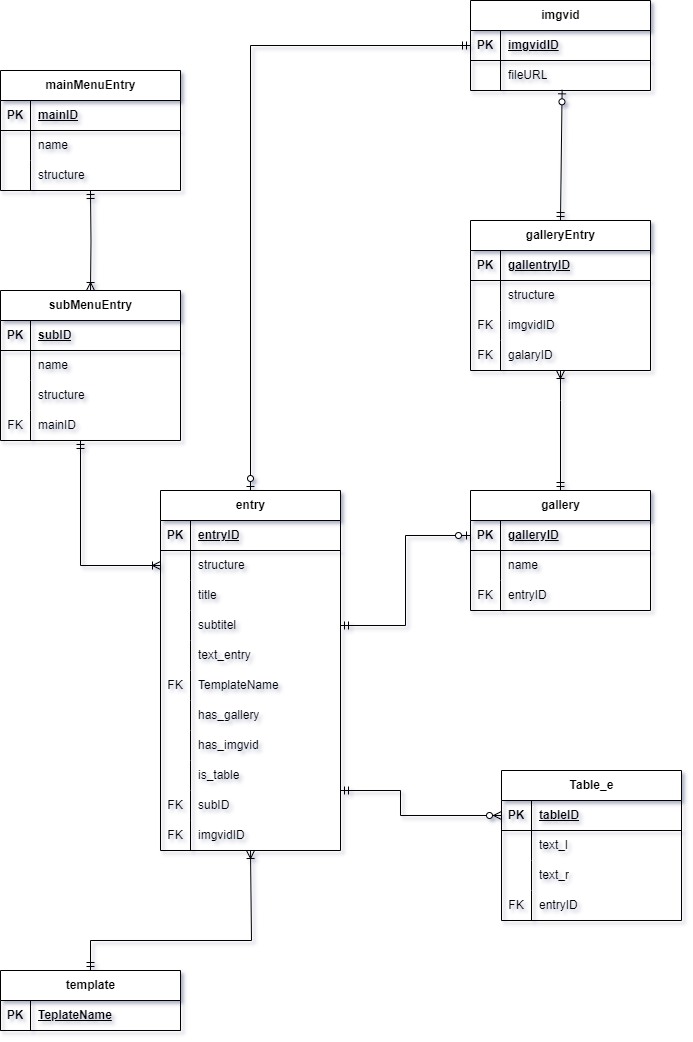 imgvid
PK imgvidID
fileURL
mainMenuEntry
PK mainID
name
structure
galleryEntry
PK gallentryID
structure
FK imgvidID
FK galaryID
subMenuEntry
PK subID
name
structure
FK mainID
entry
PK entryID
structure
title
subtitel
text_entry
FK TemplateName
has_gallery
has_imgvid
is_table
FK subID
FK imgvidID
gallery
PK galleryID
name
FK entryID
Table_e
PK tableID
text_l
text_r
FK entryID
template
PK TeplateName